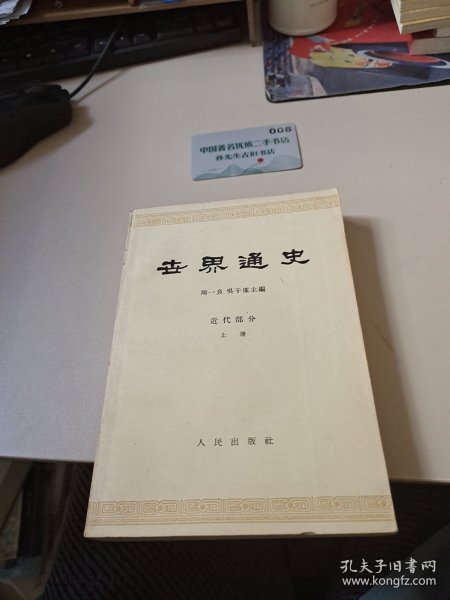 008
中国著名优质二手书店
孙先生古旧书店
世界通史
周一良 吳于廑主編
近代部分
上册
人民出版社
孔夫子旧书网
www.kongfz.com